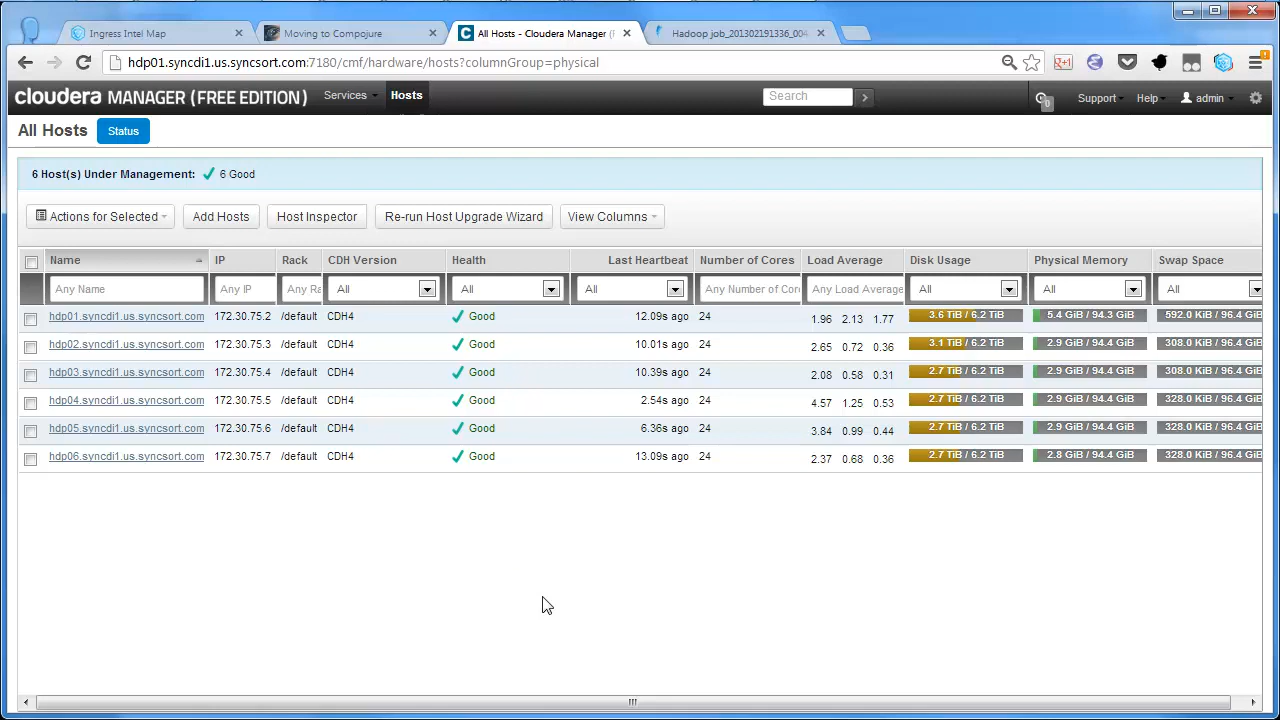 Ingress Intel Map
Moving to Compojure
All Hosts - Cloudera Manager (F
Hadoop job_201302191336_004
hdp01.syncdi1.us.syncsort.com:7180/cmf/hardware/hosts?columnGroup=physical
cloudera MANAGER (FREE EDITION)
Services
Hosts
Search
0
Support
Help
admin
All Hosts
Status
6 Host(s) Under Management: 6 Good
Actions for Selected
Add Hosts
Host Inspector
Re-run Host Upgrade Wizard
View Columns
Name IP Rack CDH Version Health Last Heartbeat Number of Cores Load Average Disk Usage Physical Memory Swap Space
Any Name Any IP Any Ra All All All Any Number of Core Any Load Average All All All
hdp01.syncdi1.us.syncsort.com 172.30.75.2 /default CDH4 Good 12.09s ago 24 1.96 2.13 1.77 3.6 TiB / 6.2 TiB 5.4 GiB / 94.3 GiB 592.0 KiB / 96.4 G
hdp02.syncdi1.us.syncsort.com 172.30.75.3 /default CDH4 Good 10.01s ago 24 2.65 0.72 0.36 3.1 TiB / 6.2 TiB 2.9 GiB / 94.4 GiB 308.0 KiB / 96.4 G
hdp03.syncdi1.us.syncsort.com 172.30.75.4 /default CDH4 Good 10.39s ago 24 2.08 0.58 0.31 2.7 TiB / 6.2 TiB 2.9 GiB / 94.4 GiB 308.0 KiB / 96.4 G
hdp04.syncdi1.us.syncsort.com 172.30.75.5 /default CDH4 Good 2.54s ago 24 4.57 1.25 0.53 2.7 TiB / 6.2 TiB 2.9 GiB / 94.4 GiB 328.0 KiB / 96.4 G
hdp05.syncdi1.us.syncsort.com 172.30.75.6 /default CDH4 Good 6.36s ago 24 3.84 0.99 0.44 2.7 TiB / 6.2 TiB 2.9 GiB / 94.4 GiB 328.0 KiB / 96.4 G
hdp06.syncdi1.us.syncsort.com 172.30.75.7 /default CDH4 Good 13.09s ago 24 2.37 0.68 0.36 2.7 TiB / 6.2 TiB 2.8 GiB / 94.4 GiB 328.0 KiB / 96.4 G